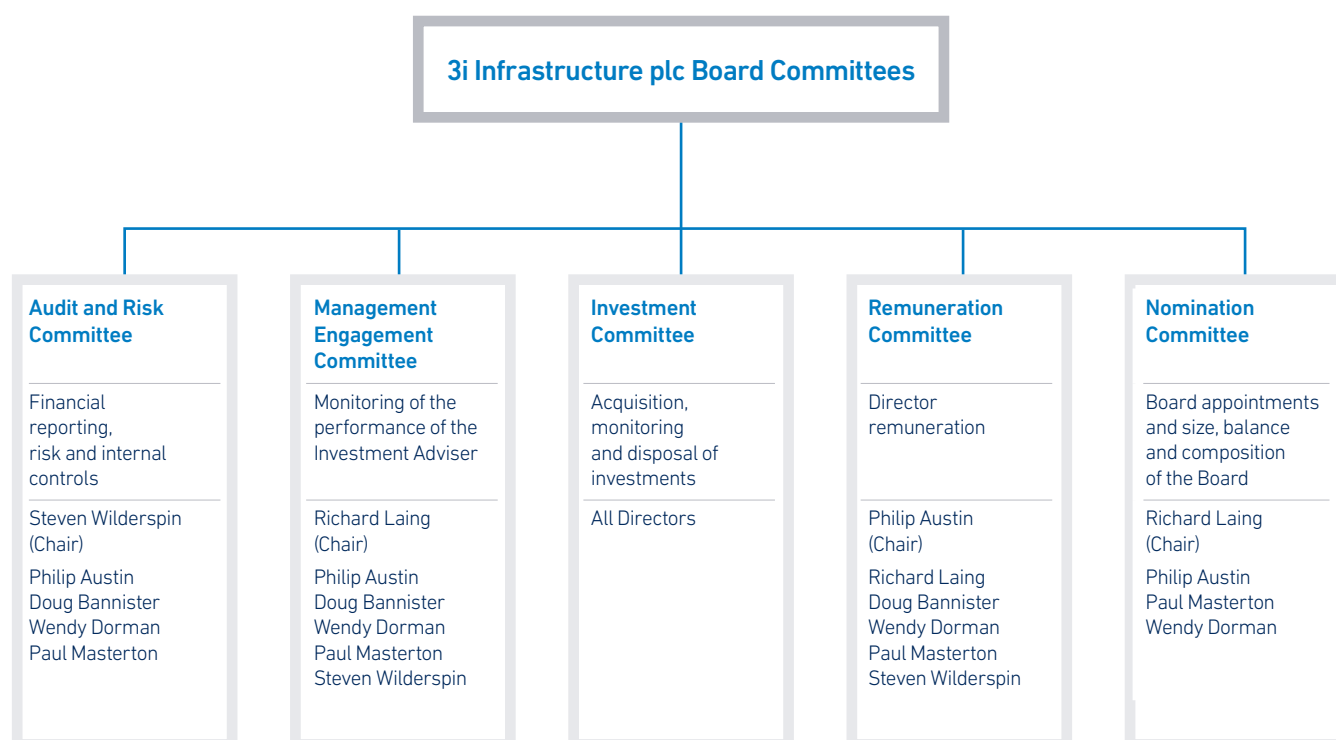 3i Infrastructure plc Board Committees
Audit and Risk
Committee
Financial
reporting,
risk and internal
controls
Steven Wilderspin
(Chair)
Philip Austin
Doug Bannister
Wendy Dorman
Paul Masterton
Management
Engagement
Committee
Monitoring of the
performance of the
Investment Adviser
Richard Laing
(Chair)
Philip Austin
Doug Bannister
Wendy Dorman
Paul Masterton
Steven Wilderspin
Investment
Committee
Acquisition,
monitoring
and disposal of
investments
All Directors
Remuneration
Committee
Director
remuneration
Philip Austin
(Chair)
Richard Laing
Doug Bannister
Wendy Dorman
Paul Masterton
Steven Wilderspin
Nomination
Committee
Board appointments
and size, balance
and composition
of the Board
Richard Laing
(Chair)
Philip Austin
Paul Masterton
Wendy Dorman